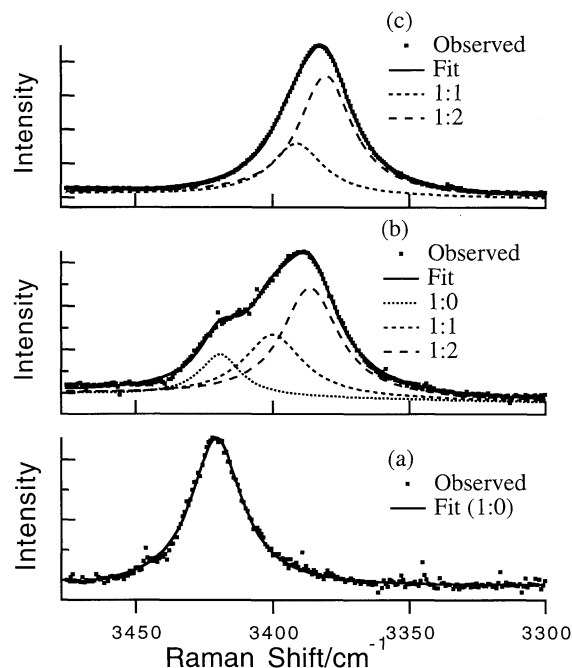 (c)
Observed
Fit
1:1
1:2
Intensity
(b)
Observed
Fit
1:0
1:1
1:2
Intensity
(a)
Observed
Fit (1:0)
Intensity
3450 3400 3350 3300
Raman Shift/cm⁻¹